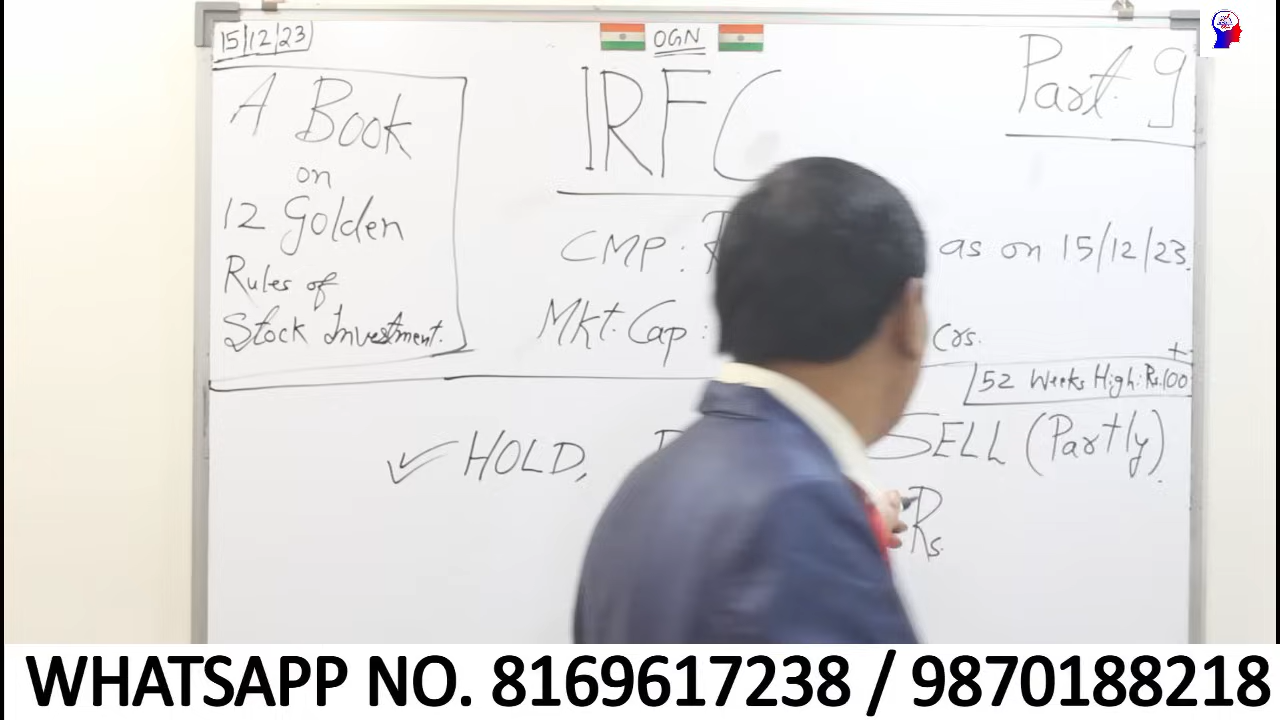 15/12/23
OGN
IRFC
Part 9
A Book
on
12 Golden
Rules of
Stock Investment.
CMP: as on 15/12/23.
Mkt. Cap: Crs.
52 Weeks High: Rs.100
HOLD, SELL (Partly).
Rs.
WHATSAPP NO. 8169617238 / 9870188218